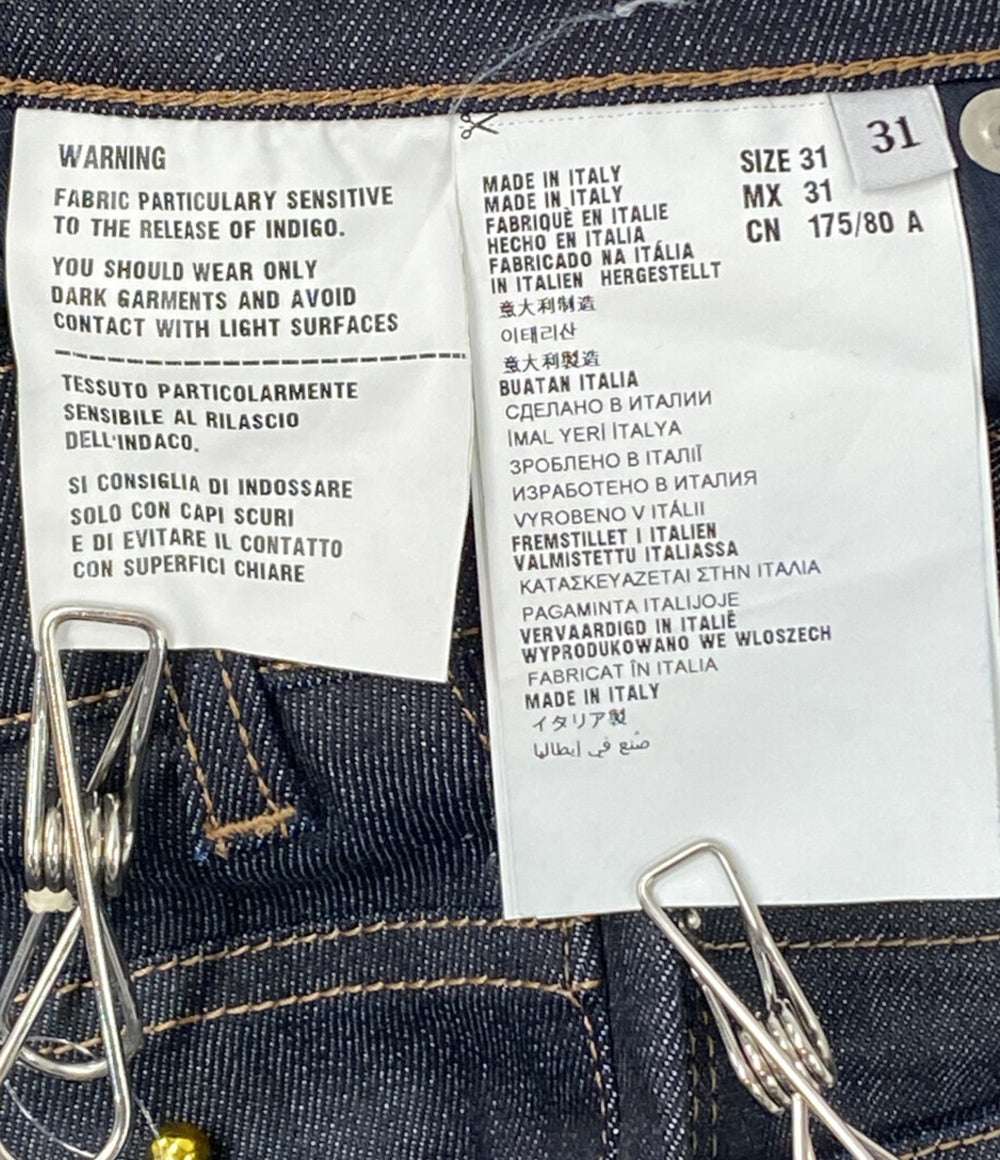 WARNING
FABRIC PARTICULARY SENSITIVE
TO THE RELEASE OF INDIGO.
YOU SHOULD WEAR ONLY
DARK GARMENTS AND AVOID
CONTACT WITH LIGHT SURFACES
TESSUTO PARTICOLARMENTE
SENSIBILE AL RILASCIO
DELL'INDACO.
SI CONSIGLIA DI INDOSSARE
SOLO CON CAPI SCURI
E DI EVITARE IL CONTATTO
CON SUPERFICI CHIARE
31
SIZE 31
MX 31
CN 175/80 A
MADE IN ITALY
MADE IN ITALY
FABRIQUÈ EN ITALIE
HECHO EN ITALIA
FABRICADO NA ITÁLIA
IN ITALIEN HERGESTELLT
意大利制造
이태리산
意大利製造
BUATAN ITALIA
СДЕЛАНО В ИТАЛИИ
İMAL YERİ İTALYA
ЗРОБЛЕНО В ІТАЛІЇ
ИЗРАБОТЕНО В ИТАЛИЯ
VYROBENO V ITÁLII
FREMSTILLET I ITALIEN
VALMISTETTU ITALIASSA
ΚΑΤΑΣΚΕΥΑΖΕΤΑΙ ΣΤΗΝ ΙΤΑΛΙΑ
PAGAMINTA ITALIJOJE
VERVAARDIGD IN ITALIË
WYPRODUKOWANO WE WLOSZECH
FABRICAT ÎN ITALIA
MADE IN ITALY
イタリア製
صنع في إيطاليا